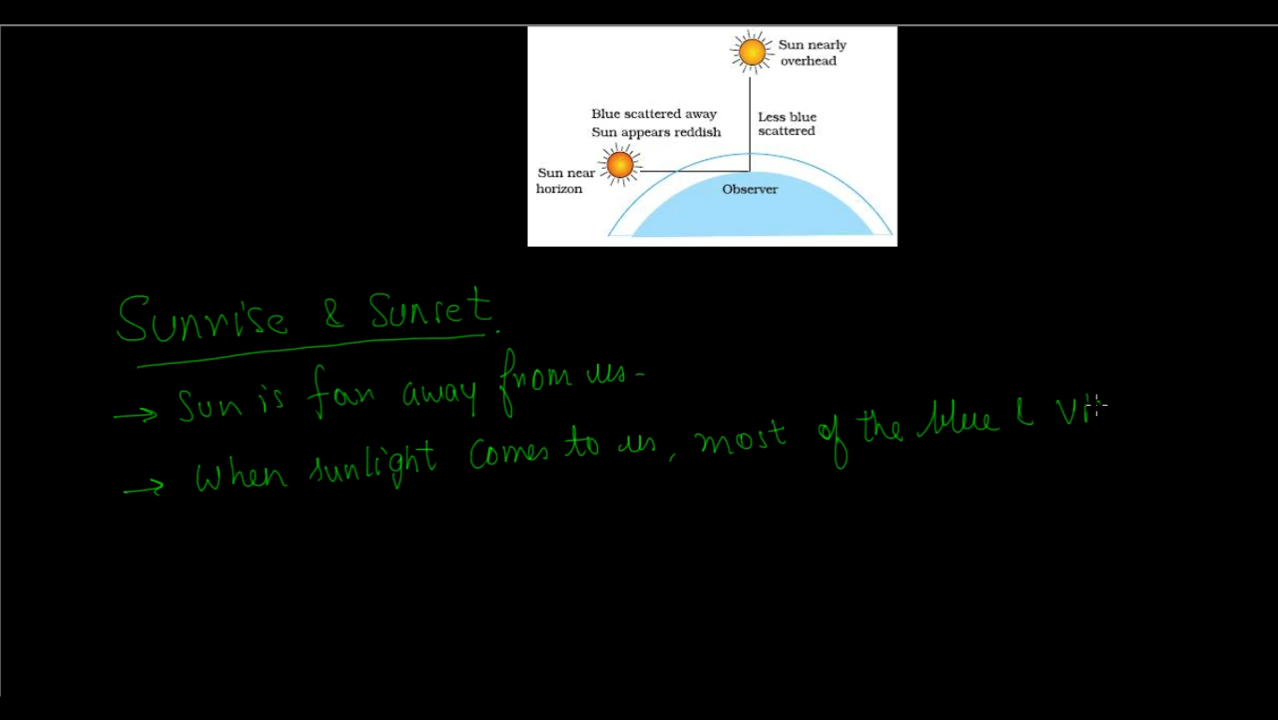 Sun nearly
overhead
Blue scattered away
Sun appears reddish
Less blue
scattered
Sun near
horizon
Observer
Sunrise & Sunset.
→ Sun is far away from us.
→ When sunlight comes to us, most of the blue & Vi